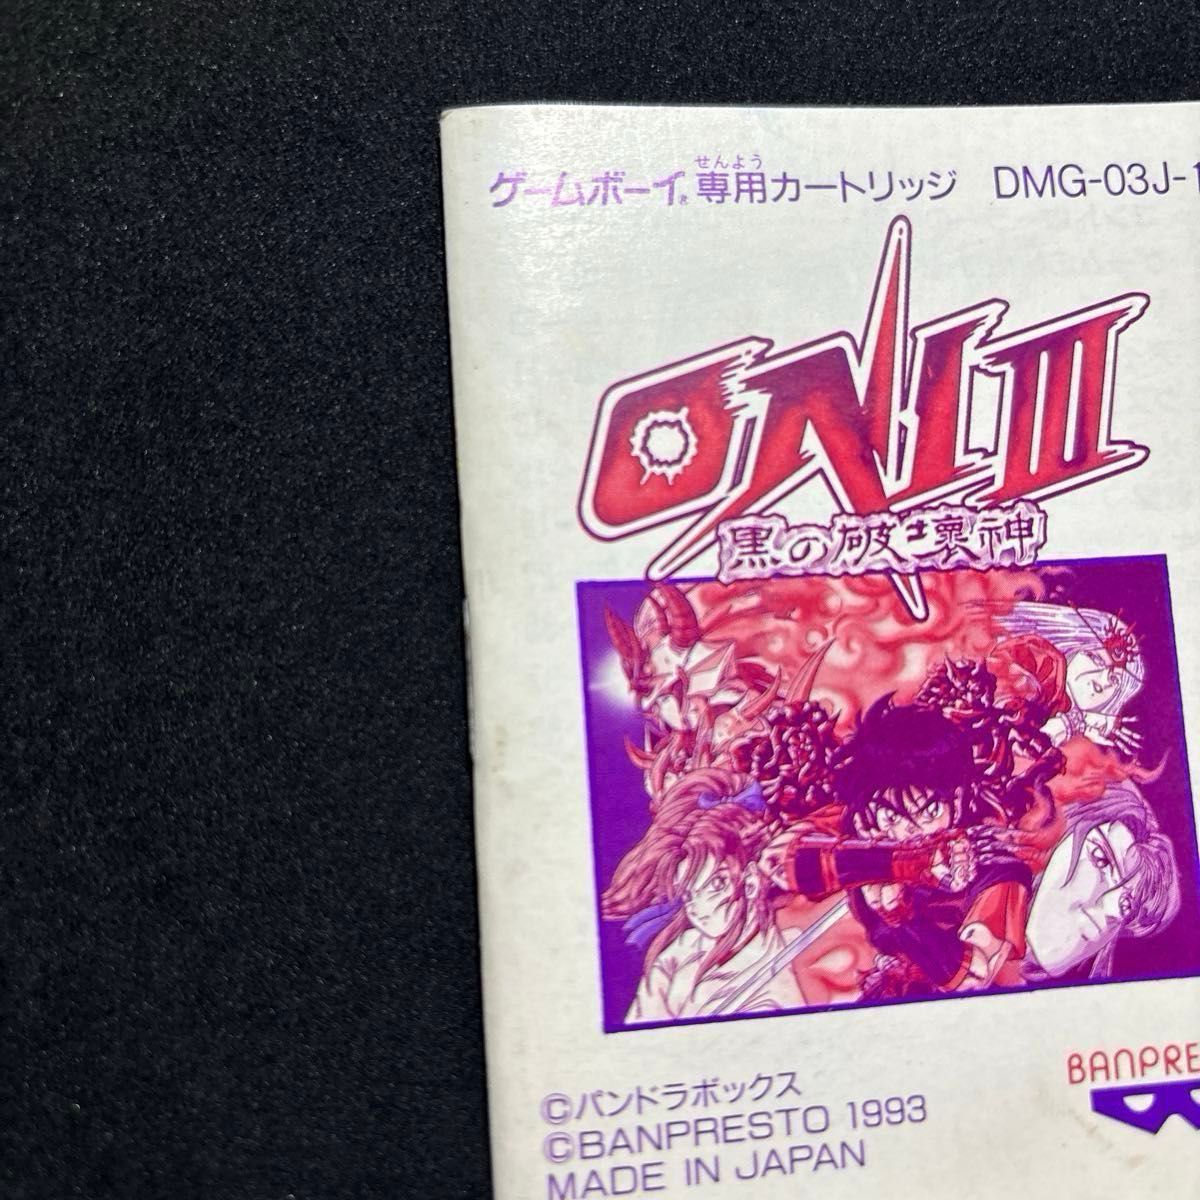 せんよう
ゲームボーイ®専用カートリッジ DMG-03J-1
ONI III
黒の破壊神
BANPRE
©パンドラボックス
©BANPRESTO 1993
MADE IN JAPAN